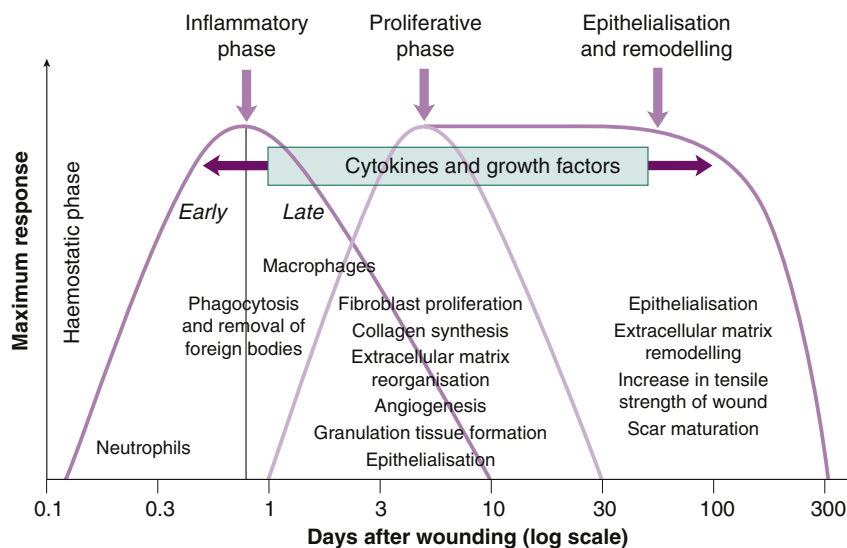 Inflammatory
phase
Proliferative
phase
Epithelialisation
and remodelling
Maximum response
Haemostatic phase
Cytokines and growth factors
Early
Late
Macrophages
Phagocytosis
and removal of
foreign bodies
Neutrophils
Fibroblast proliferation
Collagen synthesis
Extracellular matrix
reorganisation
Angiogenesis
Granulation tissue formation
Epithelialisation
Epithelialisation
Extracellular matrix
remodelling
Increase in tensile
strength of wound
Scar maturation
0.1 0.3 1 3 10 30 100 300
Days after wounding (log scale)